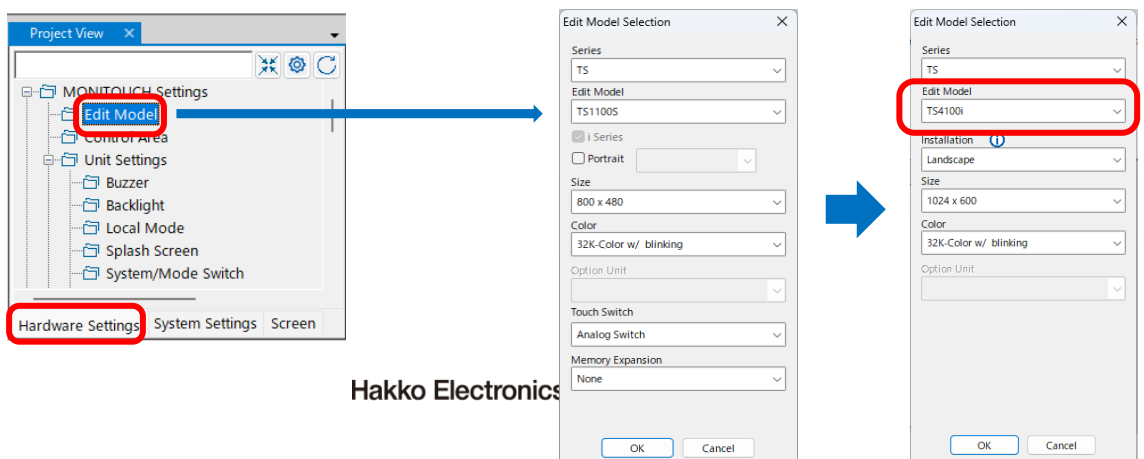 Project View
MONITOUCH Settings
Edit Model
Control Area
Unit Settings
Buzzer
Backlight
Local Mode
Splash Screen
System/Mode Switch
Hardware Settings
System Settings
Screen
Hakko Electronics
Edit Model Selection
Series
TS
Edit Model
TS1100S
i Series
Portrait
Size
800 x 480
Color
32K-Color w/ blinking
Option Unit
Touch Switch
Analog Switch
Memory Expansion
None
OK
Cancel
Edit Model Selection
Series
TS
Edit Model
TS4100i
Installation
Landscape
Size
1024 x 600
Color
32K-Color w/ blinking
Option Unit
OK
Cancel